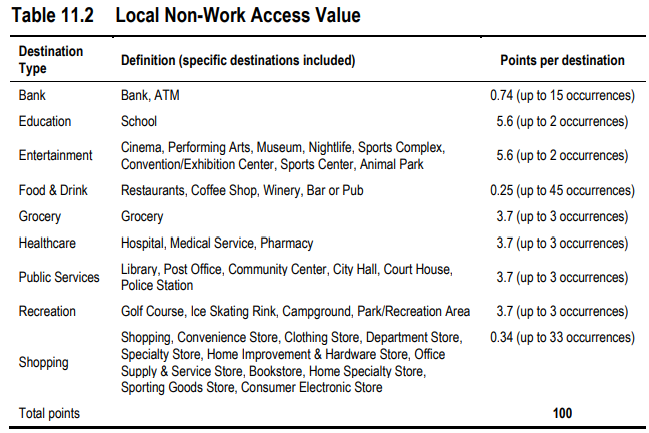 Table 11.2 Local Non-Work Access Value
Destination Type Definition (specific destinations included) Points per destination
Bank Bank, ATM 0.74 (up to 15 occurrences)
Education School 5.6 (up to 2 occurrences)
Entertainment Cinema, Performing Arts, Museum, Nightlife, Sports Complex, 5.6 (up to 2 occurrences)
Convention/Exhibition Center, Sports Center, Animal Park
Food & Drink Restaurants, Coffee Shop, Winery, Bar or Pub 0.25 (up to 45 occurrences)
Grocery Grocery 3.7 (up to 3 occurrences)
Healthcare Hospital, Medical Service, Pharmacy 3.7 (up to 3 occurrences)
Public Services Library, Post Office, Community Center, City Hall, Court House, 3.7 (up to 3 occurrences)
Police Station
Recreation Golf Course, Ice Skating Rink, Campground, Park/Recreation Area 3.7 (up to 3 occurrences)
Shopping Shopping, Convenience Store, Clothing Store, Department Store, 0.34 (up to 33 occurrences)
Specialty Store, Home Improvement & Hardware Store, Office
Supply & Service Store, Bookstore, Home Specialty Store,
Sporting Goods Store, Consumer Electronic Store
Total points 100